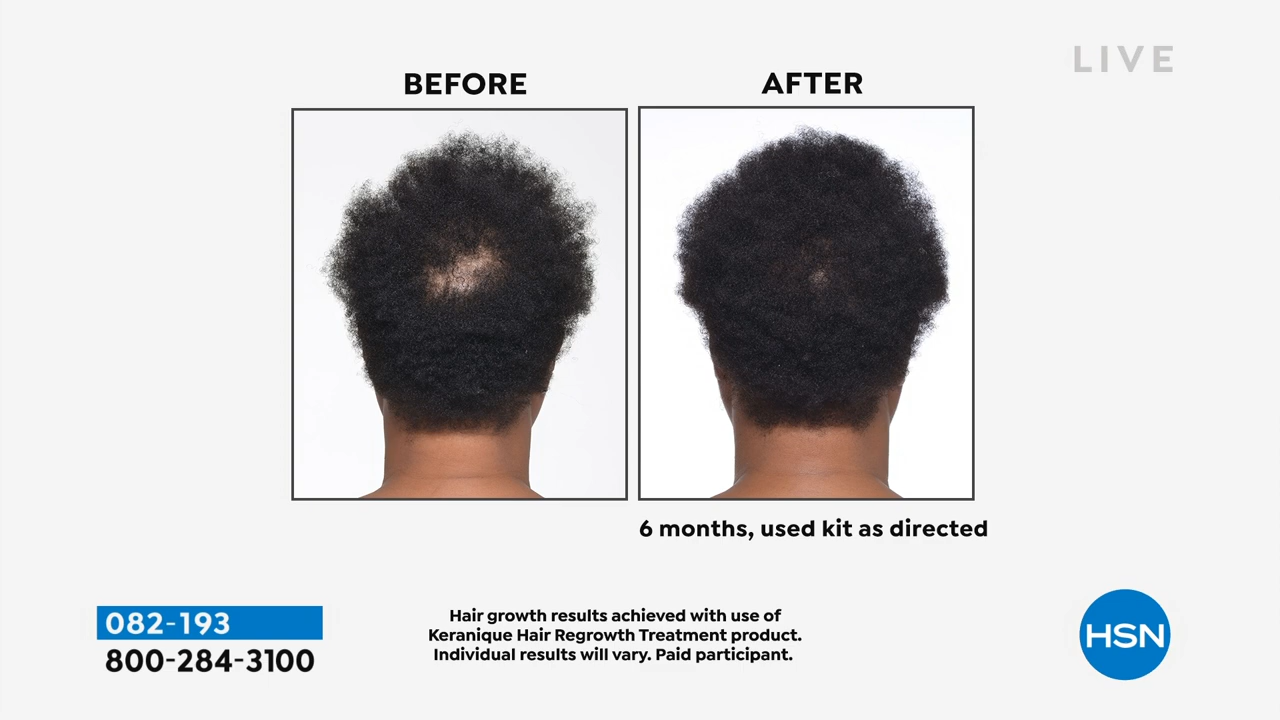 LIVE
BEFORE
AFTER
6 months, used kit as directed
082-193
800-284-3100
Hair growth results achieved with use of
Keranique Hair Regrowth Treatment product.
Individual results will vary. Paid participant.
HSN